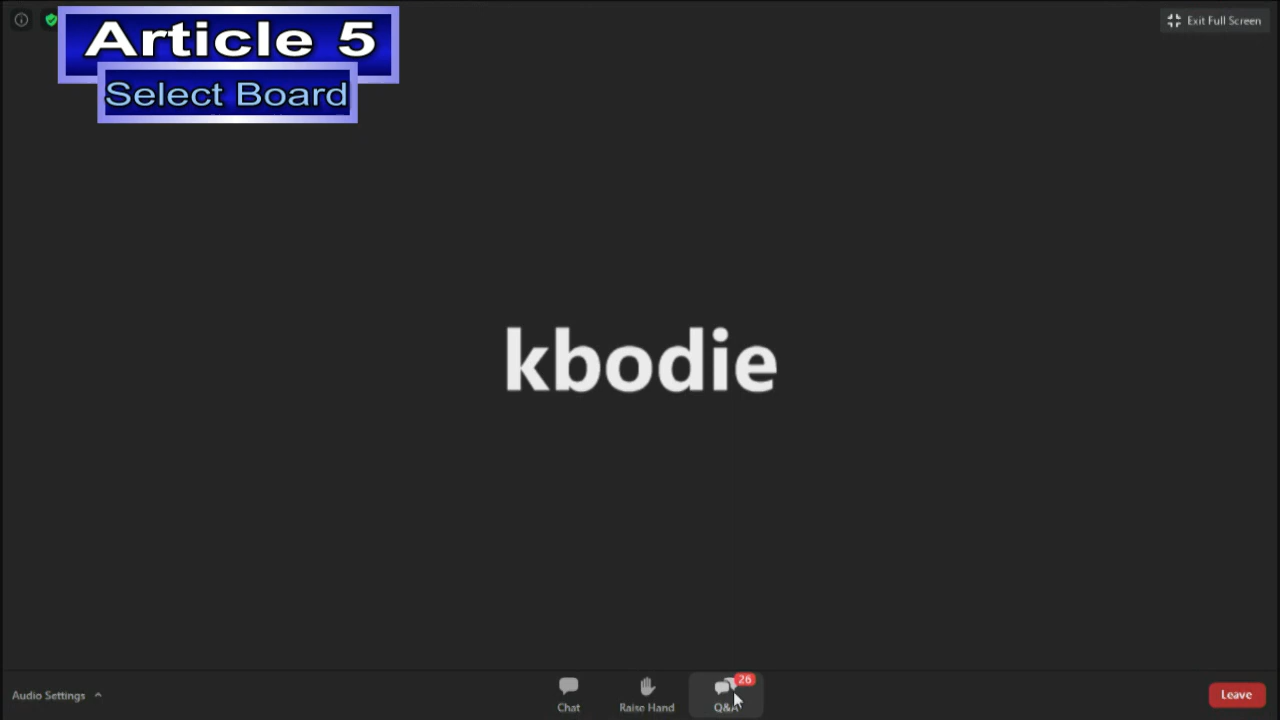 Article 5
Select Board
Exit Full Screen
kbodie
Audio Settings
Chat
Raise Hand
26
Q&A
Leave